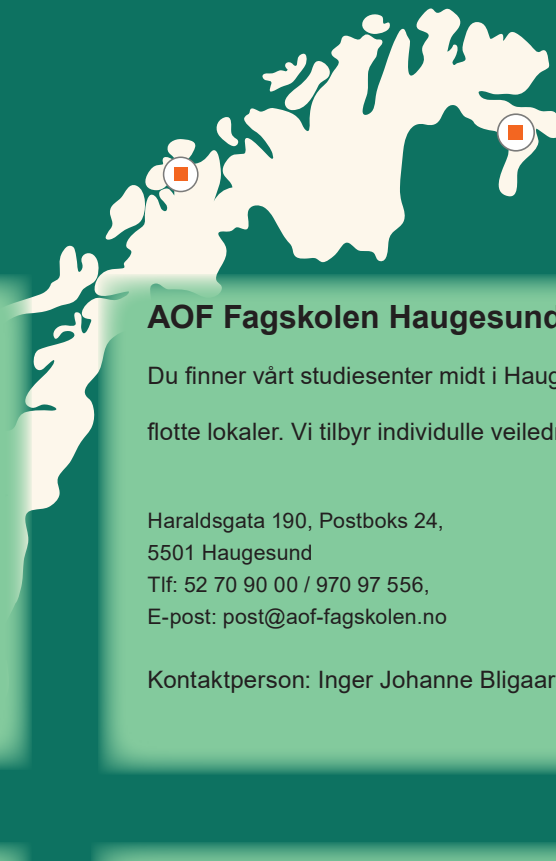 AOF Fagskolen Haugesund
Du finner vårt studiesenter midt i Haug
flotte lokaler. Vi tilbyr individulle veiled
Haraldsgata 190, Postboks 24,
5501 Haugesund
Tlf: 52 70 90 00 / 970 97 556,
E-post: post@aof-fagskolen.no
Kontaktperson: Inger Johanne Bligaar